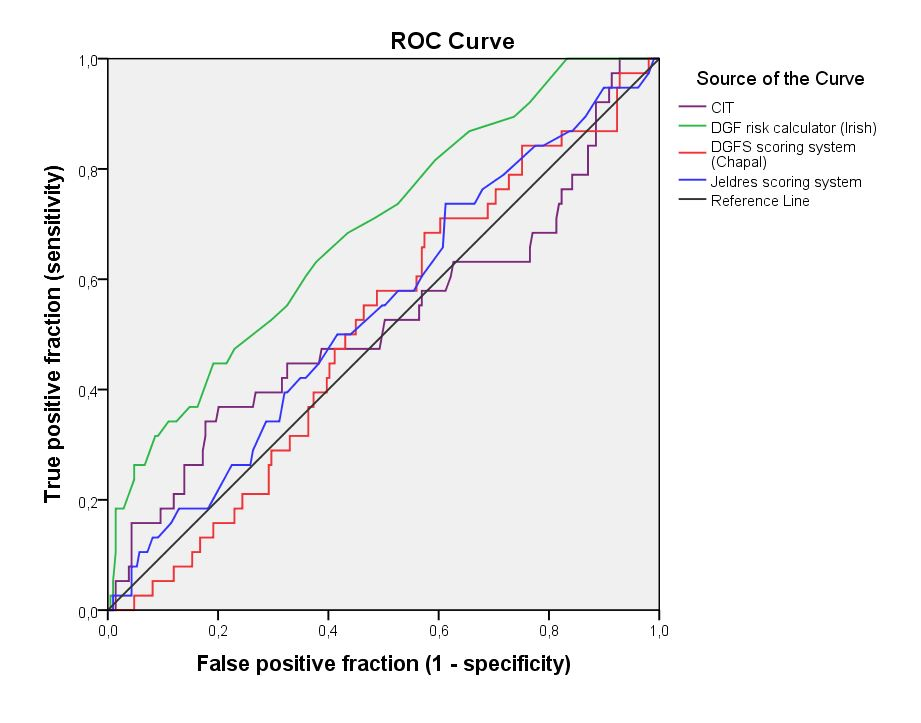 ROC Curve
Source of the Curve
CIT
DGF risk calculator (Irish)
DGFS scoring system
(Chapal)
Jeldres scoring system
Reference Line
True positive fraction (sensitivity)
1,0
0,8
0,6
0,4
0,2
0,0
0,0 0,2 0,4 0,6 0,8 1,0
False positive fraction (1 - specificity)